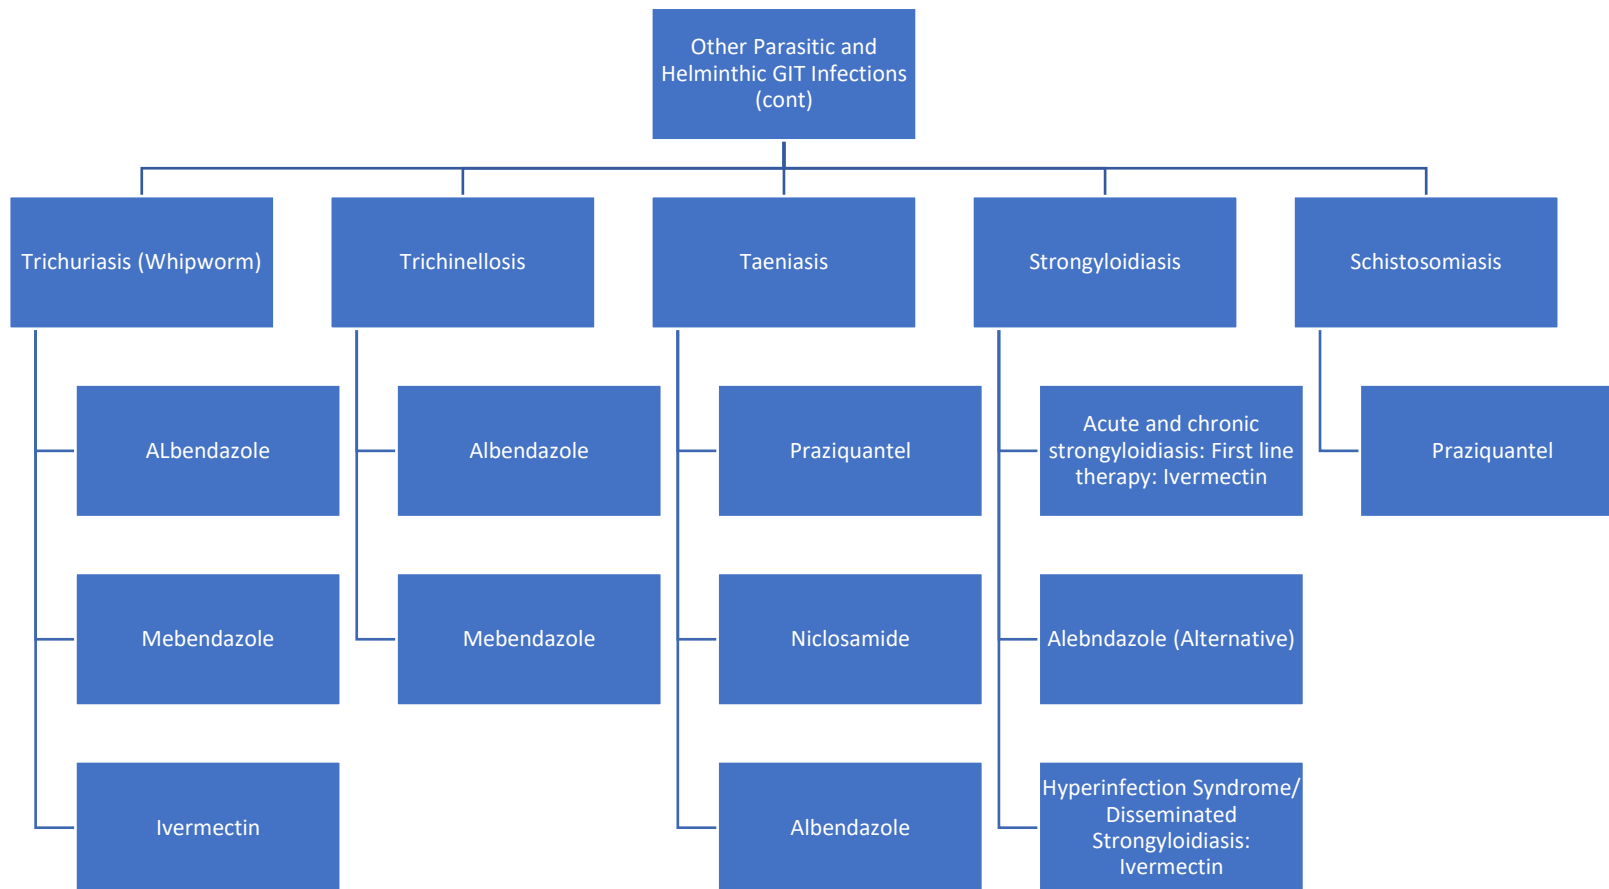 Other Parasitic and
Helminthic GIT Infections
(cont)
Trichuriasis (Whipworm)
Trichinellosis
Taeniasis
Strongyloidiasis
Schistosomiasis
ALbendazole
Albendazole
Praziquantel
Acute and chronic
strongyloidiasis: First line
therapy: Ivermectin
Praziquantel
Mebendazole
Mebendazole
Niclosamide
Alebndazole (Alternative)
Ivermectin
Albendazole
Hyperinfection Syndrome/
Disseminated
Strongyloidiasis:
Ivermectin